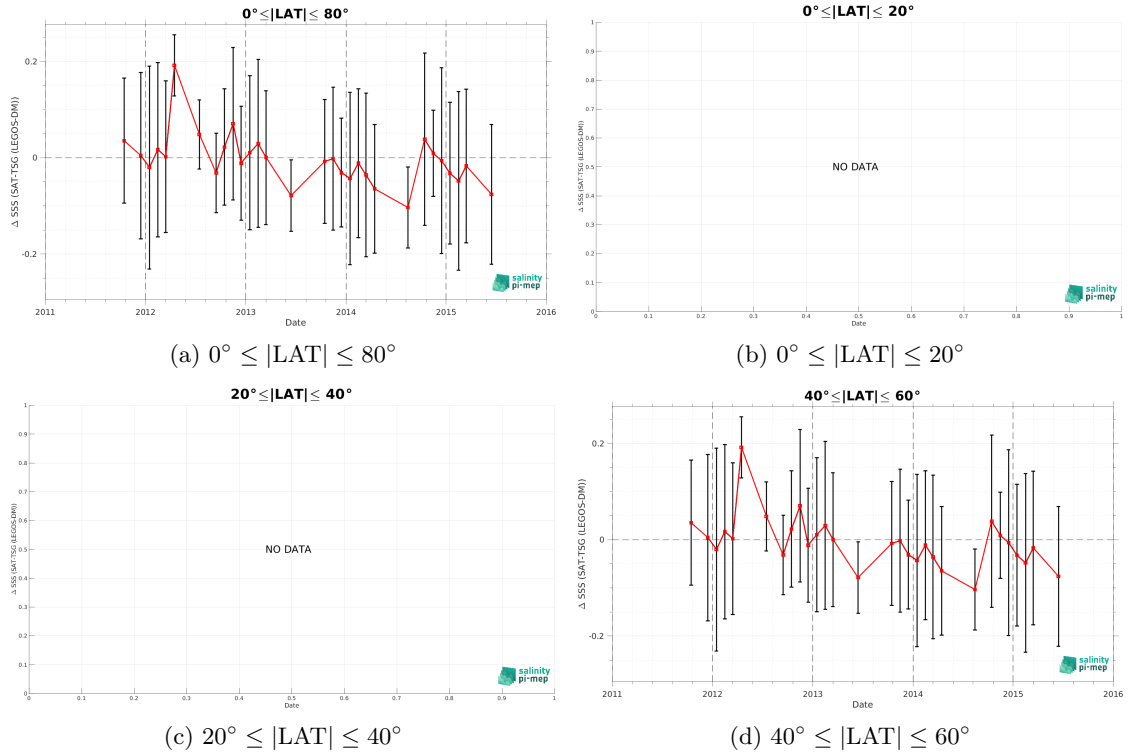 0°≤|LAT|≤ 80°
0.2
0
-0.2
Δ SSS (SAT-TSG (LEGOS-DM))
2011
2012
2013
2014
2015
2016
Date
salinity
pi-mep
(a) 0° ≤ |LAT| ≤ 80°
0°≤|LAT|≤ 20°
1
0.9
0.8
0.7
0.6
0.5
0.4
0.3
0.2
0.1
0
Δ SSS (SAT-TSG (LEGOS-DM))
NO DATA
0
0.1
0.2
0.3
0.4
0.5
0.6
0.7
0.8
0.9
1
Date
salinity
pi-mep
(b) 0° ≤ |LAT| ≤ 20°
20°≤|LAT|≤ 40°
1
0.9
0.8
0.7
0.6
0.5
0.4
0.3
0.2
0.1
0
Δ SSS (SAT-TSG (LEGOS-DM))
NO DATA
0
0.1
0.2
0.3
0.4
0.5
0.6
0.7
0.8
0.9
1
Date
salinity
pi-mep
(c) 20° ≤ |LAT| ≤ 40°
40°≤|LAT|≤ 60°
0.2
0
-0.2
Δ SSS (SAT-TSG (LEGOS-DM))
2011
2012
2013
2014
2015
2016
Date
salinity
pi-mep
(d) 40° ≤ |LAT| ≤ 60°